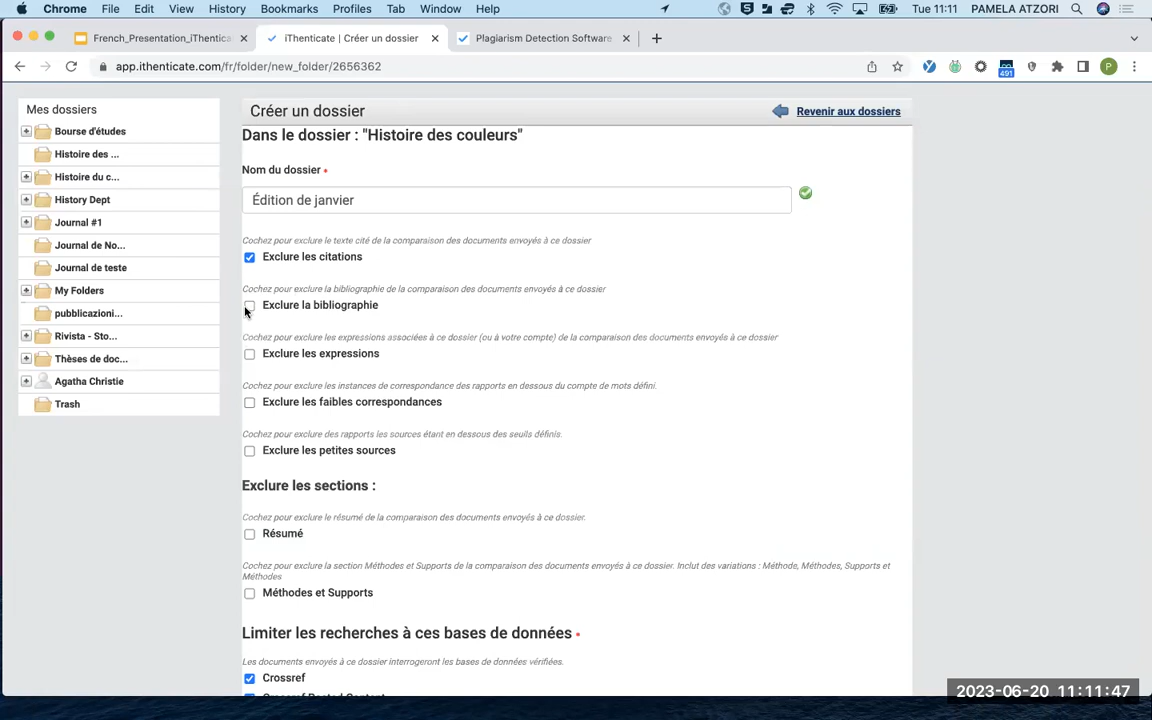 Chrome File Edit View History Bookmarks Profiles Tab Window Help Tue 11:11 PAMELA ATZORI
French_Presentation_iThentica
iThenticate | Créer un dossier
Plagiarism Detection Software
app.ithenticate.com/fr/folder/new_folder/2656362
491
P
Mes dossiers
Bourse d'études
Histoire des ...
Histoire du c...
History Dept
Journal #1
Journal de No...
Journal de teste
My Folders
pubblicazioni...
Rivista - Sto...
Thèses de doc...
Agatha Christie
Trash
Créer un dossier
Revenir aux dossiers
Dans le dossier : "Histoire des couleurs"
Nom du dossier *
Édition de janvier
Cochez pour exclure le texte cité de la comparaison des documents envoyés à ce dossier
Exclure les citations
Cochez pour exclure la bibliographie de la comparaison des documents envoyés à ce dossier
Exclure la bibliographie
Cochez pour exclure les expressions associées à ce dossier (ou à votre compte) de la comparaison des documents envoyés à ce dossier
Exclure les expressions
Cochez pour exclure les instances de correspondance des rapports en dessous du compte de mots défini.
Exclure les faibles correspondances
Cochez pour exclure des rapports les sources étant en dessous des seuils définis.
Exclure les petites sources
Exclure les sections :
Cochez pour exclure le résumé de la comparaison des documents envoyés à ce dossier.
Résumé
Cochez pour exclure la section Méthodes et Supports de la comparaison des documents envoyés à ce dossier. Inclut des variations : Méthode, Méthodes, Supports et
Méthodes
Méthodes et Supports
Limiter les recherches à ces bases de données *
Les documents envoyés à ce dossier interrogeront les bases de données vérifiées.
Crossref
Crossref Posted Content
2023-06-20 11:11:47